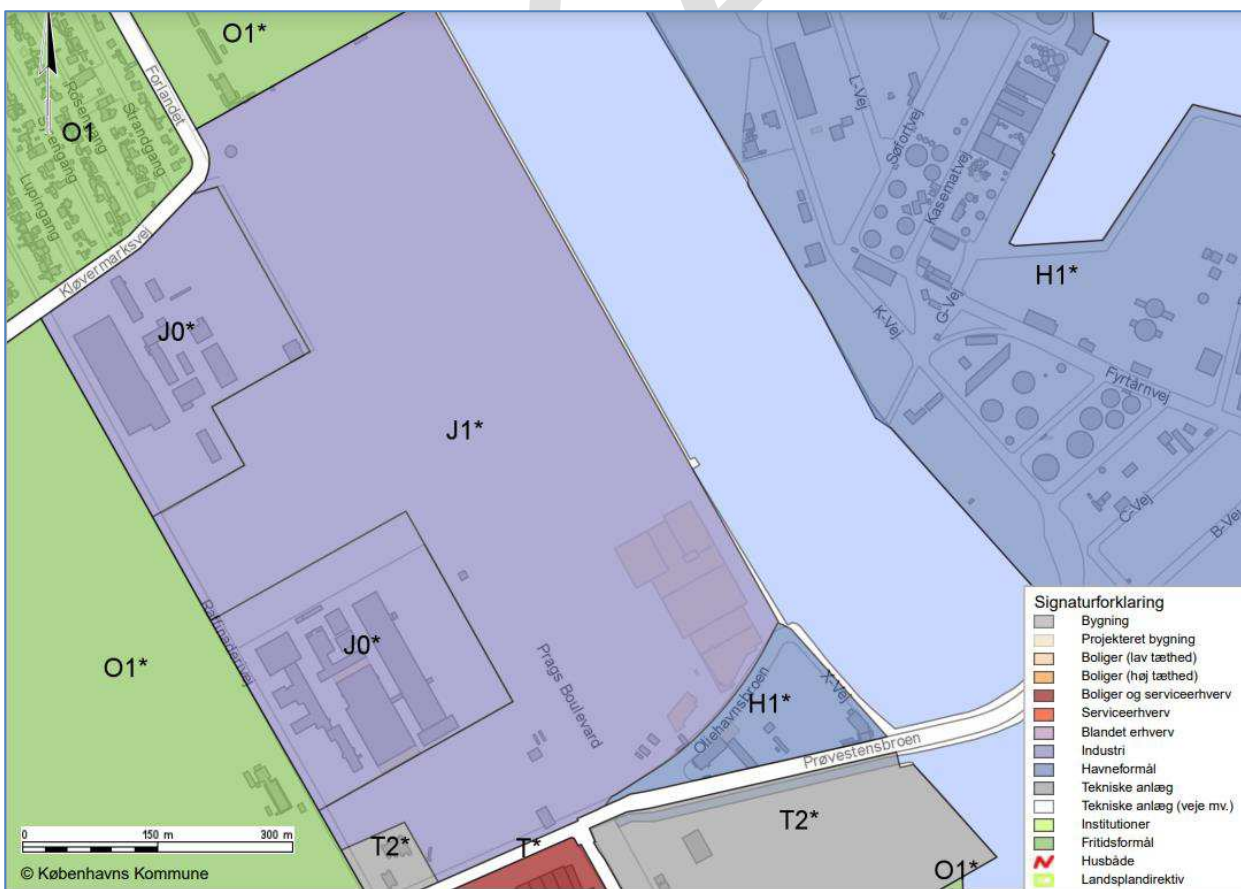 O1*
Forlandet
Strandgang
Rosengang
Syrengang
Lupingang
O1
Kløvermarksvej
J0*
J1*
L-Vej
Søfortvej
Kasematvej
H1*
G-Vej
K-Vej
Fyrtårnvej
C-Vej
B-Vej
Raffinaderivej
O1*
J0*
Prags Boulevard
H1*
Oliehavnsbroen
X-Vej
Prøvestensbroen
T2*
T2*
T*
O1*
0 150 m 300 m
© Københavns Kommune
Signaturforklaring
Bygning
Projekteret bygning
Boliger (lav tæthed)
Boliger (høj tæthed)
Boliger og serviceerhverv
Serviceerhverv
Blandet erhverv
Industri
Havneformål
Tekniske anlæg
Tekniske anlæg (veje mv.)
Institutioner
Fritidsformål
Husbåde
Landsplandirektiv